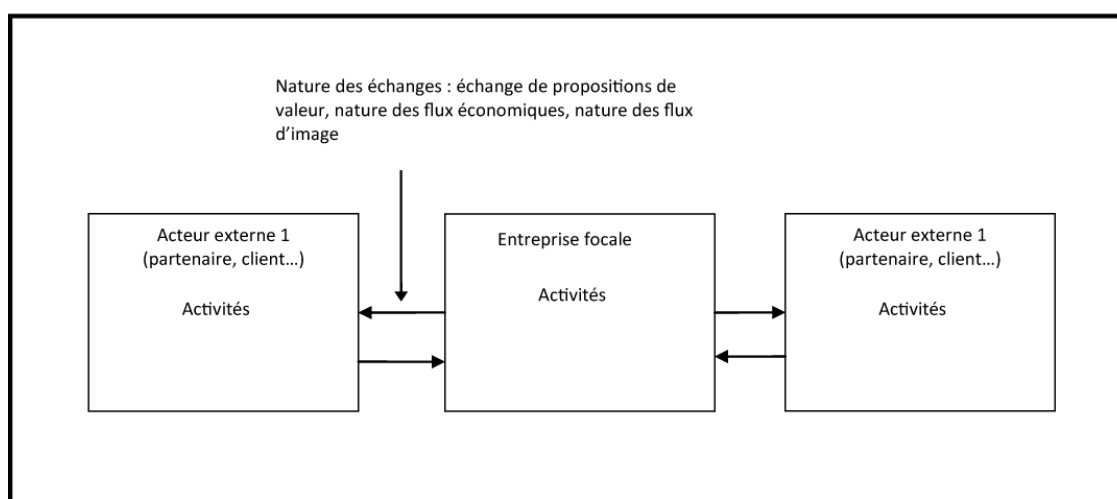 Nature des échanges : échange de propositions de
valeur, nature des flux économiques, nature des flux
d’image
Acteur externe 1
(partenaire, client…)
Activités
Entreprise focale
Activités
Acteur externe 1
(partenaire, client…)
Activités